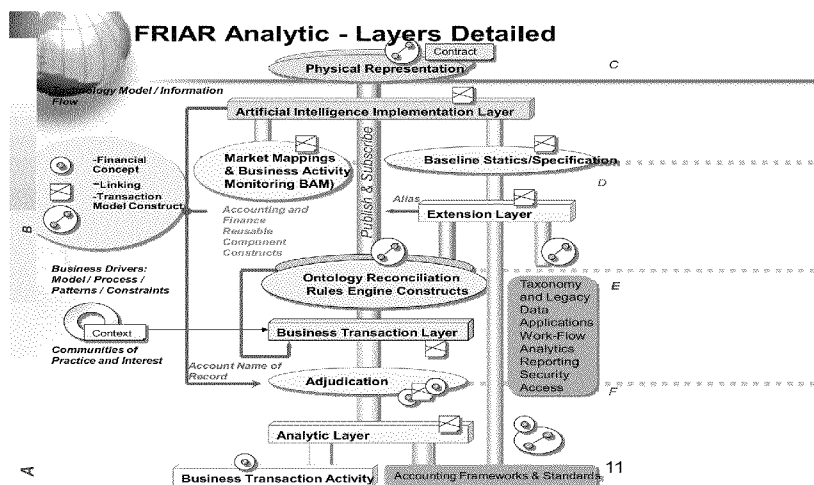 FRIAR Analytic - Layers Detailed
Contract
Physical Representation
C
Technology Model / Information
Flow
Artificial Intelligence Implementation Layer
-Financial
Concept
-Linking
-Transaction
Model Construct
Market Mappings
& Business Activity
Monitoring BAM)
Publish & Subscribe
Baseline Statics/Specification
D
Alias
Extension Layer
Accounting and
Finance
Reusable
Component
Constructs
B
Business Drivers:
Model / Process /
Patterns / Constraints
Ontology Reconciliation
Rules Engine Constructs
E
Taxonomy
and Legacy
Data
Applications
Work-Flow
Analytics
Reporting
Security
Access
Context
Business Transaction Layer
Communities of
Practice and Interest
Account Name of
Record
Adjudication
F
Analytic Layer
A
Business Transaction Activity
Accounting Frameworks & Standards
11